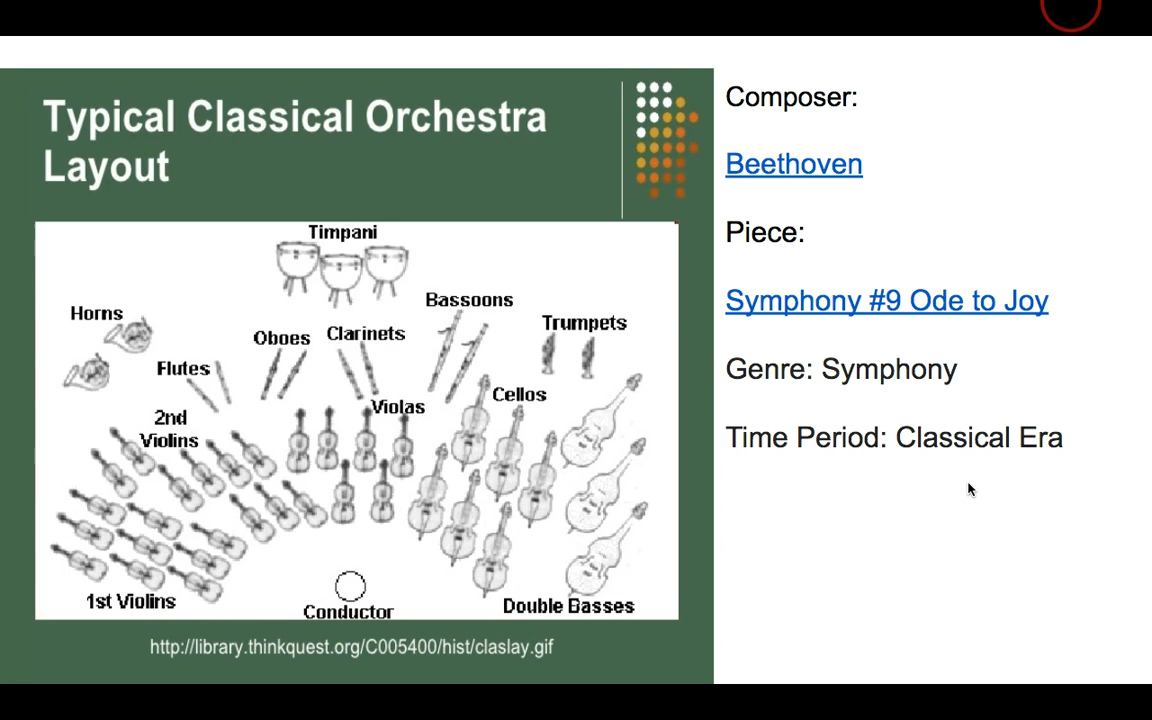 Typical Classical Orchestra
Layout
Timpani
Horns
Bassoons
Trumpets
Oboes
Clarinets
Flutes
Cellos
Violas
2nd
Violins
1st Violins
Conductor
Double Basses
http://library.thinkquest.org/C005400/hist/claslay.gif
Composer:
Beethoven
Piece:
Symphony #9 Ode to Joy
Genre: Symphony
Time Period: Classical Era